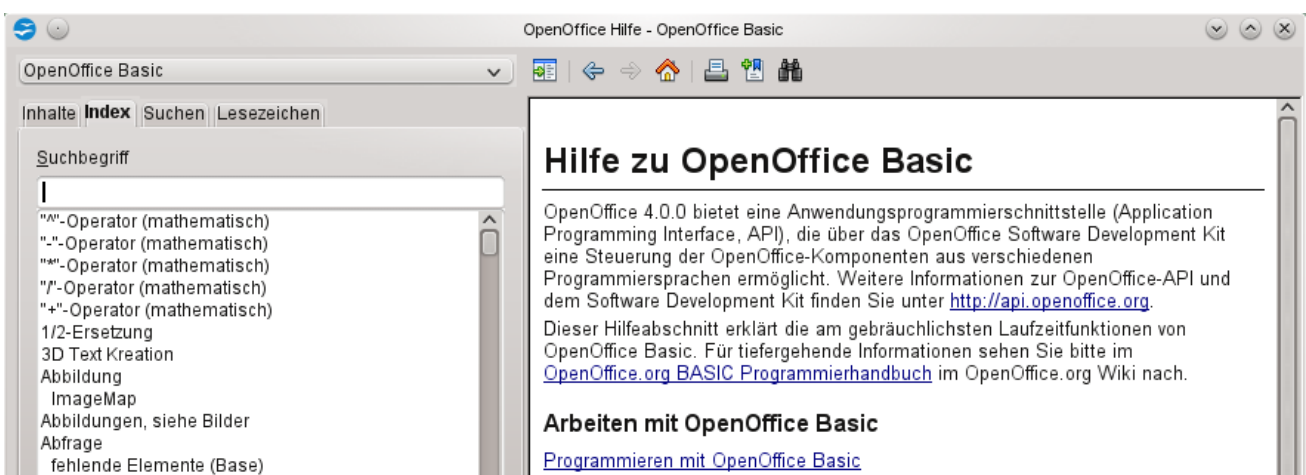 OpenOffice Hilfe - OpenOffice Basic
OpenOffice Basic
Inhalte Index Suchen Lesezeichen
Suchbegriff
"^"-Operator (mathematisch)
"-"-Operator (mathematisch)
"*"-Operator (mathematisch)
"/"-Operator (mathematisch)
"+"-Operator (mathematisch)
1/2-Ersetzung
3D Text Kreation
Abbildung
ImageMap
Abbildungen, siehe Bilder
Abfrage
fehlende Elemente (Base)
Hilfe zu OpenOffice Basic
OpenOffice 4.0.0 bietet eine Anwendungsprogrammierschnittstelle (Application
Programming Interface, API), die über das OpenOffice Software Development Kit
eine Steuerung der OpenOffice-Komponenten aus verschiedenen
Programmiersprachen ermöglicht. Weitere Informationen zur OpenOffice-API und
dem Software Development Kit finden Sie unter http://api.openoffice.org.
Dieser Hilfeabschnitt erklärt die am gebräuchlichsten Laufzeitfunktionen von
OpenOffice Basic. Für tiefergehende Informationen sehen Sie bitte im
OpenOffice.org BASIC Programmierhandbuch im OpenOffice.org Wiki nach.
Arbeiten mit OpenOffice Basic
Programmieren mit OpenOffice Basic